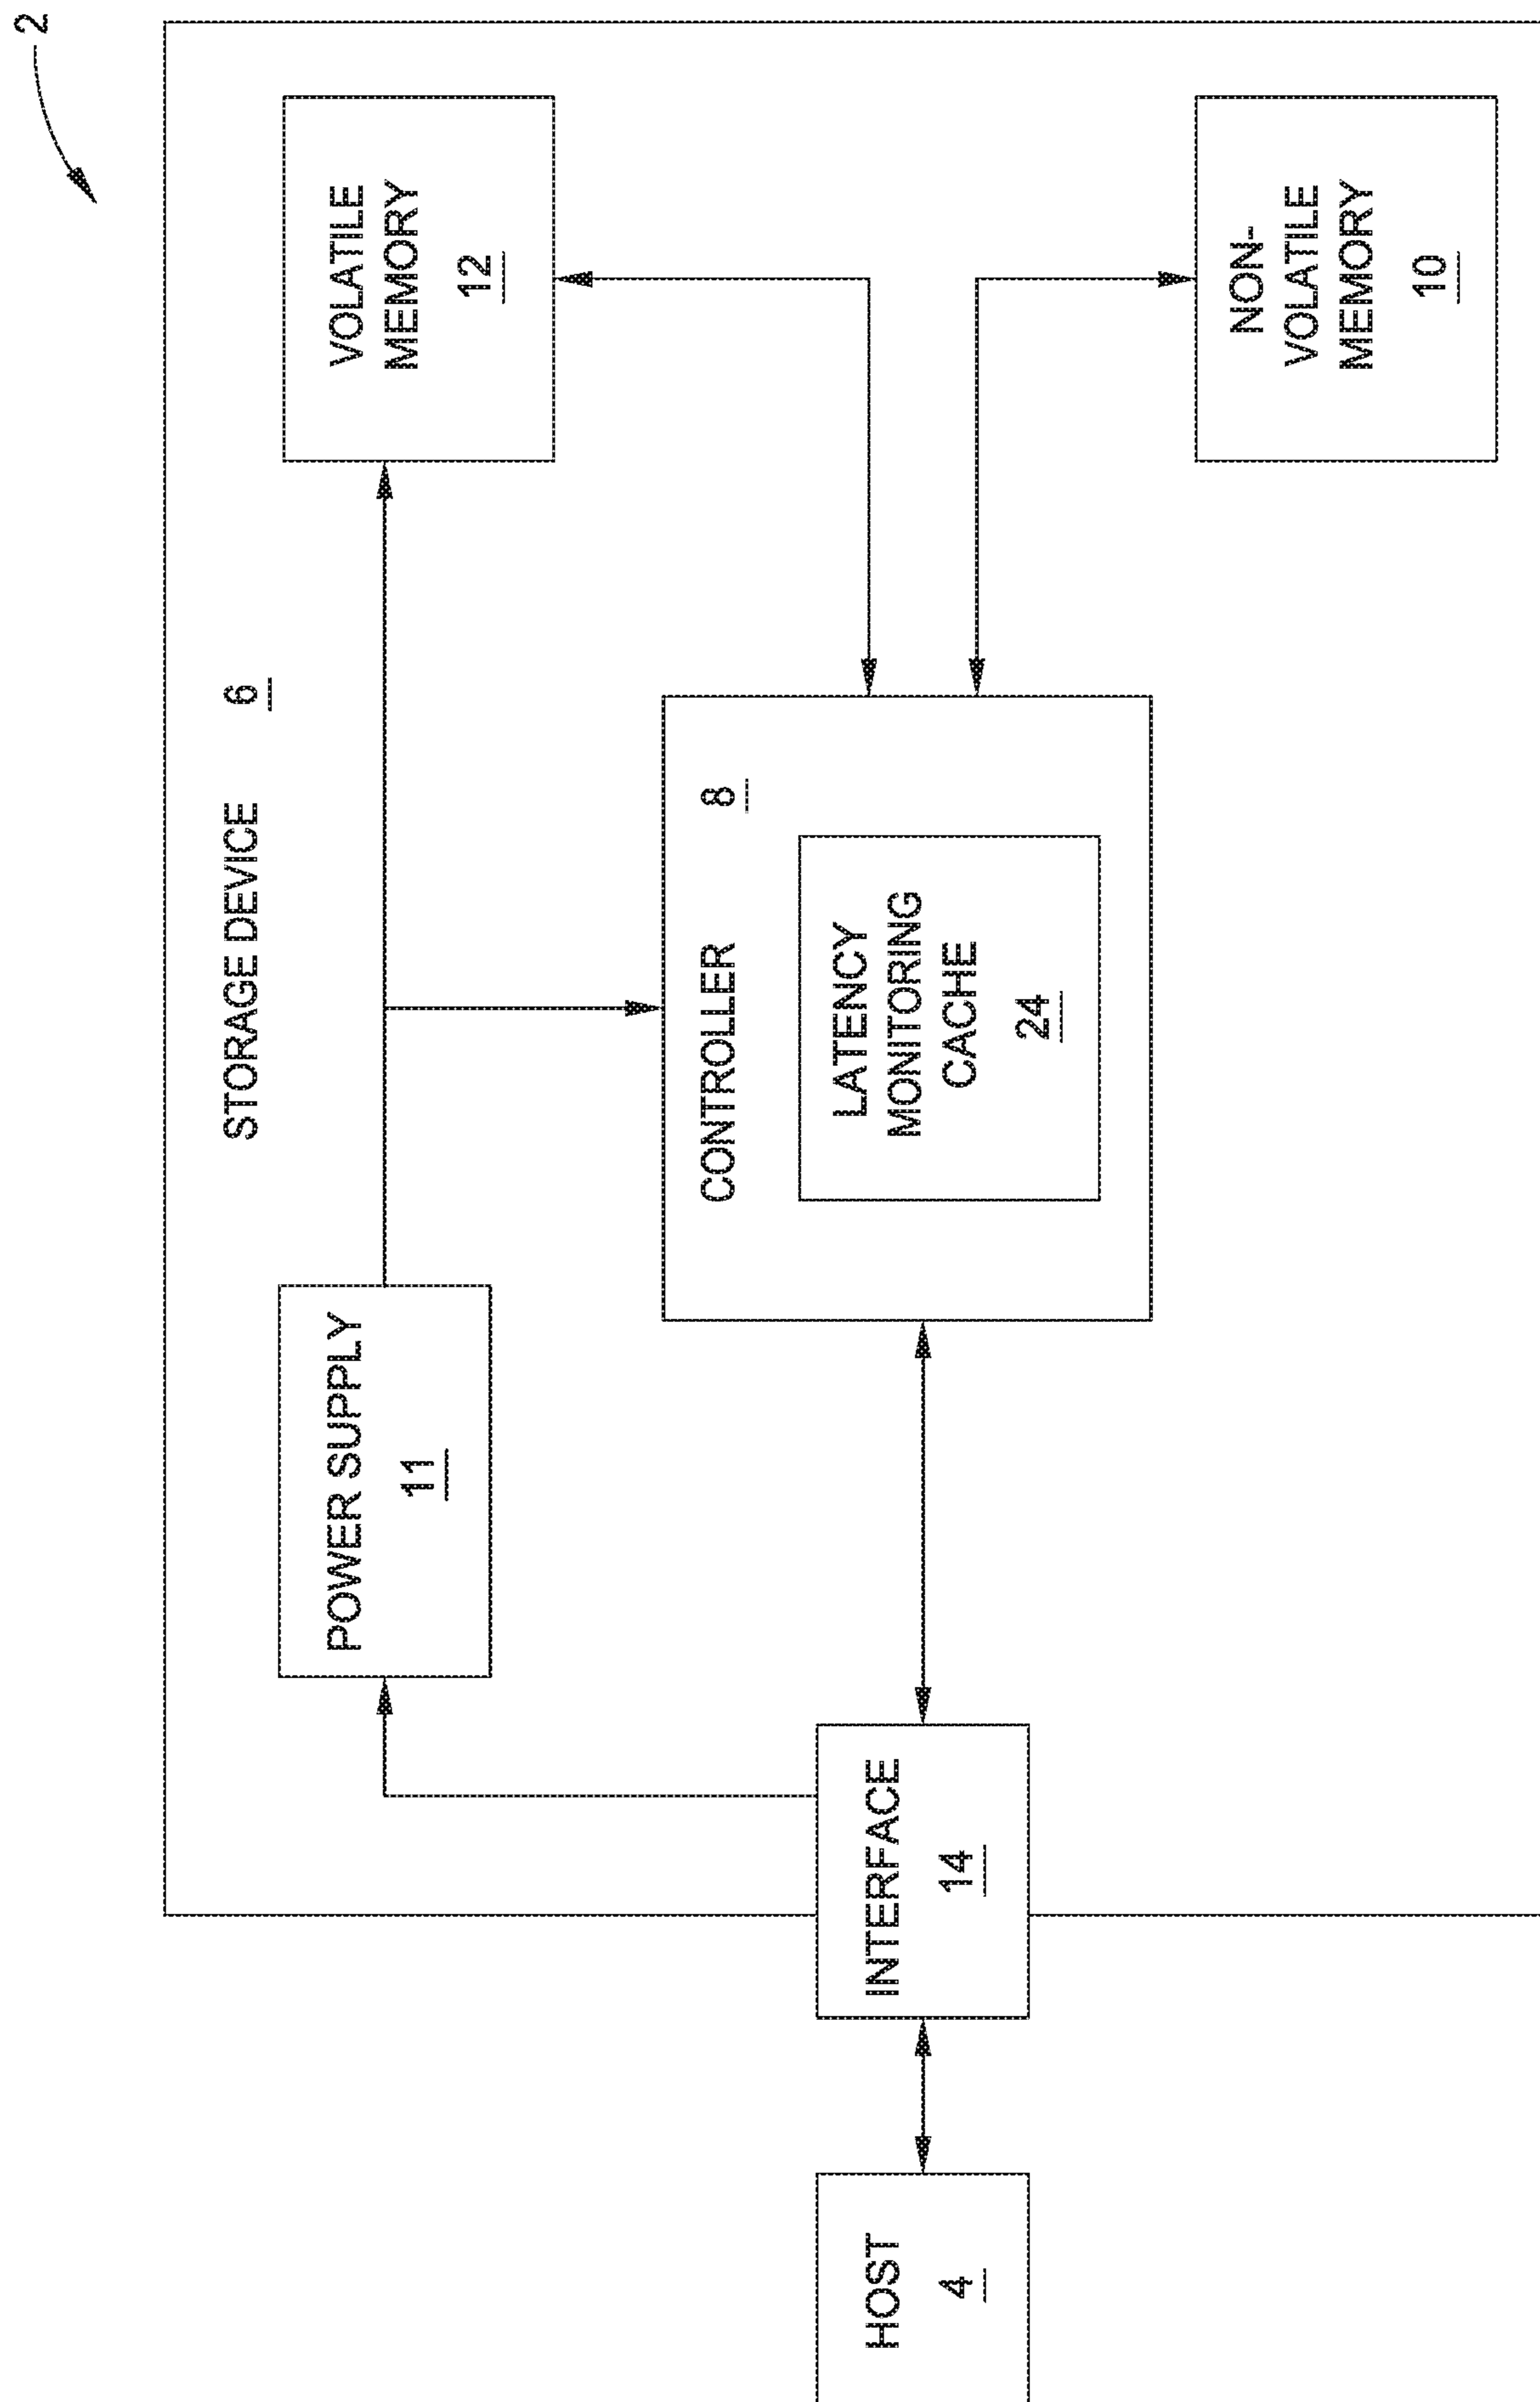 2
STORAGE DEVICE 6
HOST
4
INTERFACE
14
POWER SUPPLY
11
CONTROLLER 8
LATENCY
MONITORING
CACHE
24
VOLATILE
MEMORY
12
NON-
VOLATILE
MEMORY
10